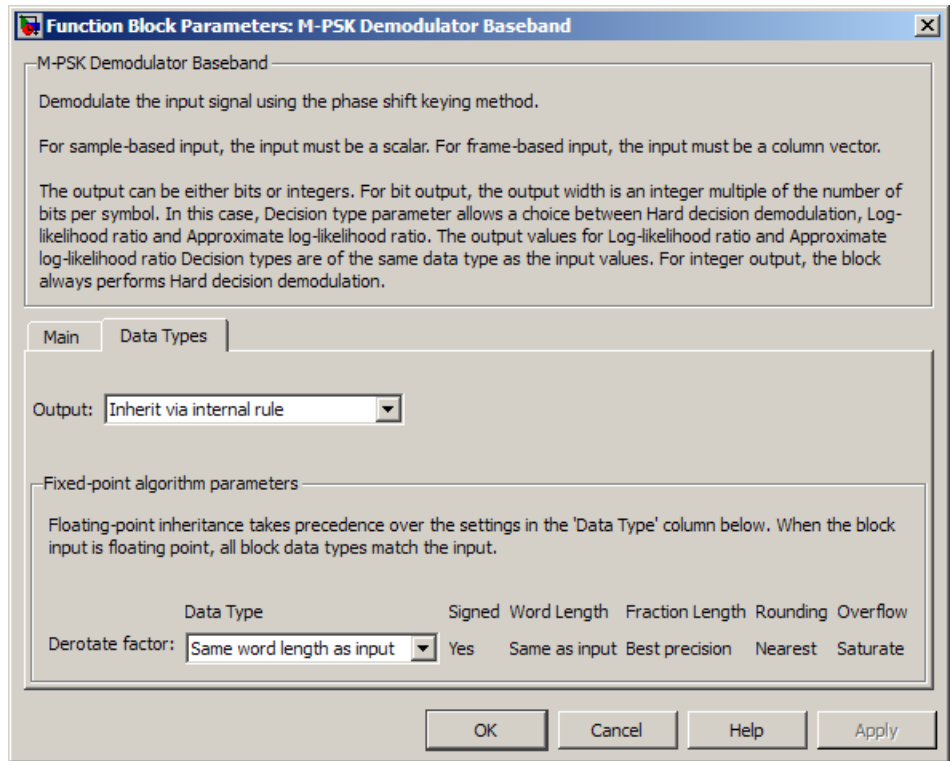 Function Block Parameters: M-PSK Demodulator Baseband
M-PSK Demodulator Baseband
Demodulate the input signal using the phase shift keying method.
For sample-based input, the input must be a scalar. For frame-based input, the input must be a column vector.
The output can be either bits or integers. For bit output, the output width is an integer multiple of the number of
bits per symbol. In this case, Decision type parameter allows a choice between Hard decision demodulation, Log-
likelihood ratio and Approximate log-likelihood ratio. The output values for Log-likelihood ratio and Approximate
log-likelihood ratio Decision types are of the same data type as the input values. For integer output, the block
always performs Hard decision demodulation.
Main Data Types
Output: Inherit via internal rule
Fixed-point algorithm parameters
Floating-point inheritance takes precedence over the settings in the 'Data Type' column below. When the block
input is floating point, all block data types match the input.
Data Type Signed Word Length Fraction Length Rounding Overflow
Derotate factor: Same word length as input Yes Same as input Best precision Nearest Saturate
OK Cancel Help Apply